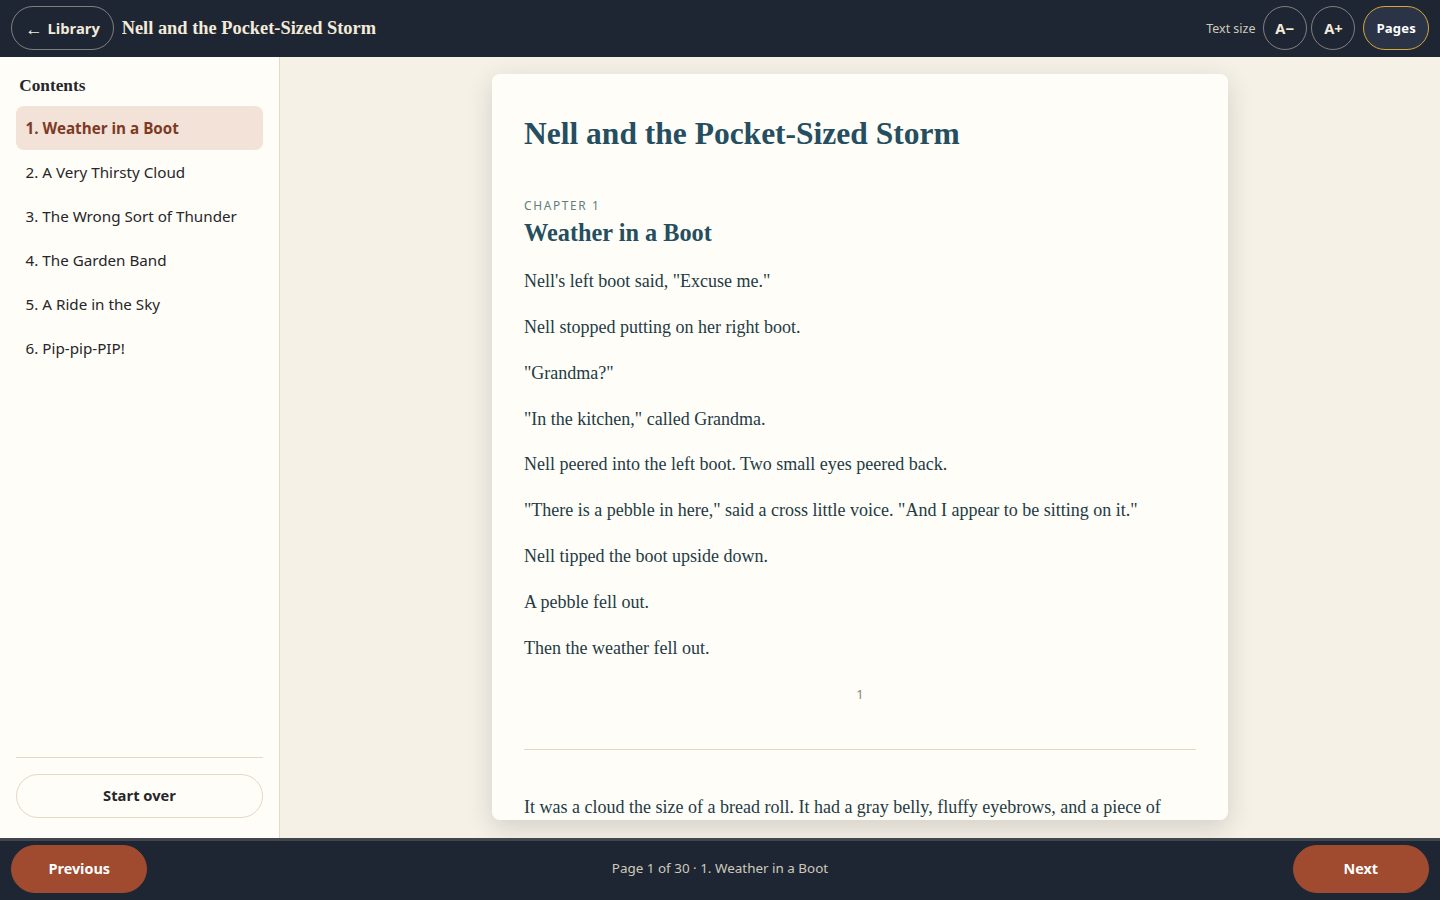 ← Library
Nell and the Pocket-Sized Storm
Text size
A−
A+
Pages
Contents
1. Weather in a Boot
2. A Very Thirsty Cloud
3. The Wrong Sort of Thunder
4. The Garden Band
5. A Ride in the Sky
6. Pip-pip-PIP!
Start over
Nell and the Pocket-Sized Storm
CHAPTER 1
Weather in a Boot
Nell's left boot said, "Excuse me."
Nell stopped putting on her right boot.
"Grandma?"
"In the kitchen," called Grandma.
Nell peered into the left boot. Two small eyes peered back.
"There is a pebble in here," said a cross little voice. "And I appear to be sitting on it."
Nell tipped the boot upside down.
A pebble fell out.
Then the weather fell out.
1
It was a cloud the size of a bread roll. It had a gray belly, fluffy eyebrows, and a piece of
Previous
Page 1 of 30 · 1. Weather in a Boot
Next